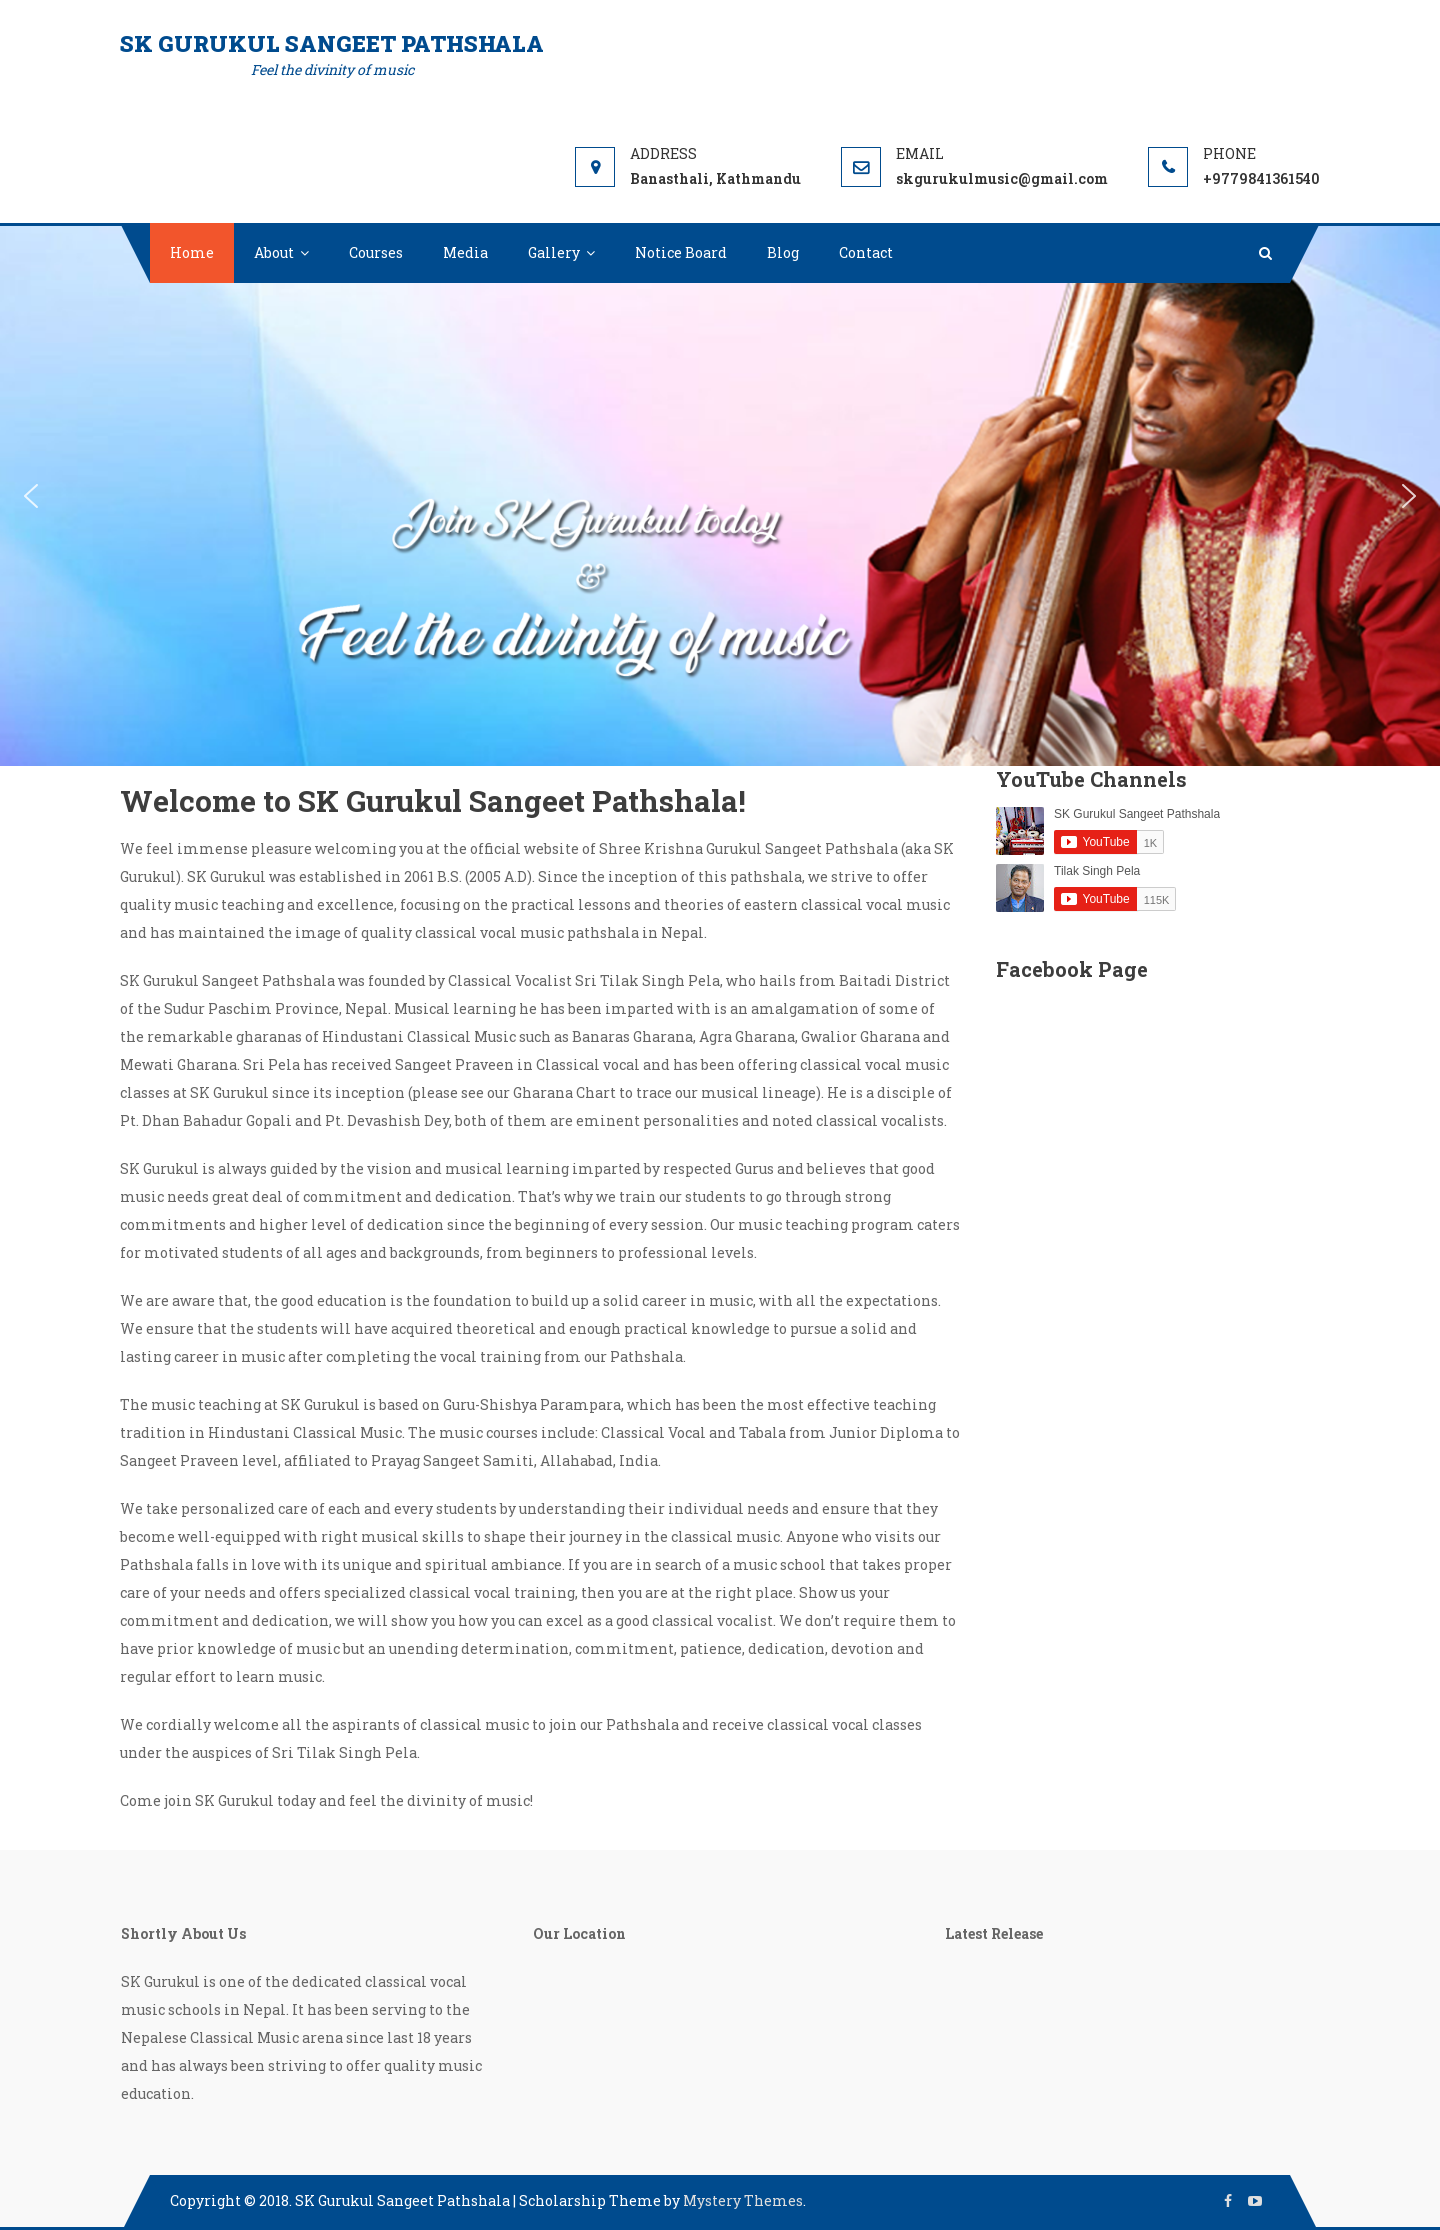 SK GURUKUL SANGEET PATHSHALA
Feel the divinity of music
ADDRESS
Banasthali, Kathmandu
EMAIL
skgurukulmusic@gmail.com
PHONE
+9779841361540
Home About Courses Media Gallery Notice Board Blog Contact
Join SK Gurukul today
&
Feel the divinity of music
Welcome to SK Gurukul Sangeet Pathshala!
We feel immense pleasure welcoming you at the official website of Shree Krishna Gurukul Sangeet Pathshala (aka SK
Gurukul). SK Gurukul was established in 2061 B.S. (2005 A.D). Since the inception of this pathshala, we strive to offer
quality music teaching and excellence, focusing on the practical lessons and theories of eastern classical vocal music
and has maintained the image of quality classical vocal music pathshala in Nepal.
SK Gurukul Sangeet Pathshala was founded by Classical Vocalist Sri Tilak Singh Pela, who hails from Baitadi District
of the Sudur Paschim Province, Nepal. Musical learning he has been imparted with is an amalgamation of some of
the remarkable gharanas of Hindustani Classical Music such as Banaras Gharana, Agra Gharana, Gwalior Gharana and
Mewati Gharana. Sri Pela has received Sangeet Praveen in Classical vocal and has been offering classical vocal music
classes at SK Gurukul since its inception (please see our Gharana Chart to trace our musical lineage). He is a disciple of
Pt. Dhan Bahadur Gopali and Pt. Devashish Dey, both of them are eminent personalities and noted classical vocalists.
SK Gurukul is always guided by the vision and musical learning imparted by respected Gurus and believes that good
music needs great deal of commitment and dedication. That’s why we train our students to go through strong
commitments and higher level of dedication since the beginning of every session. Our music teaching program caters
for motivated students of all ages and backgrounds, from beginners to professional levels.
We are aware that, the good education is the foundation to build up a solid career in music, with all the expectations.
We ensure that the students will have acquired theoretical and enough practical knowledge to pursue a solid and
lasting career in music after completing the vocal training from our Pathshala.
The music teaching at SK Gurukul is based on Guru-Shishya Parampara, which has been the most effective teaching
tradition in Hindustani Classical Music. The music courses include: Classical Vocal and Tabala from Junior Diploma to
Sangeet Praveen level, affiliated to Prayag Sangeet Samiti, Allahabad, India.
We take personalized care of each and every students by understanding their individual needs and ensure that they
become well-equipped with right musical skills to shape their journey in the classical music. Anyone who visits our
Pathshala falls in love with its unique and spiritual ambiance. If you are in search of a music school that takes proper
care of your needs and offers specialized classical vocal training, then you are at the right place. Show us your
commitment and dedication, we will show you how you can excel as a good classical vocalist. We don’t require them to
have prior knowledge of music but an unending determination, commitment, patience, dedication, devotion and
regular effort to learn music.
We cordially welcome all the aspirants of classical music to join our Pathshala and receive classical vocal classes
under the auspices of Sri Tilak Singh Pela.
Come join SK Gurukul today and feel the divinity of music!
YouTube Channels
SK Gurukul Sangeet Pathshala
YouTube 1K
Tilak Singh Pela
YouTube 115K
Facebook Page
Shortly About Us
SK Gurukul is one of the dedicated classical vocal
music schools in Nepal. It has been serving to the
Nepalese Classical Music arena since last 18 years
and has always been striving to offer quality music
education.
Our Location
Latest Release
Copyright © 2018. SK Gurukul Sangeet Pathshala | Scholarship Theme by Mystery Themes.